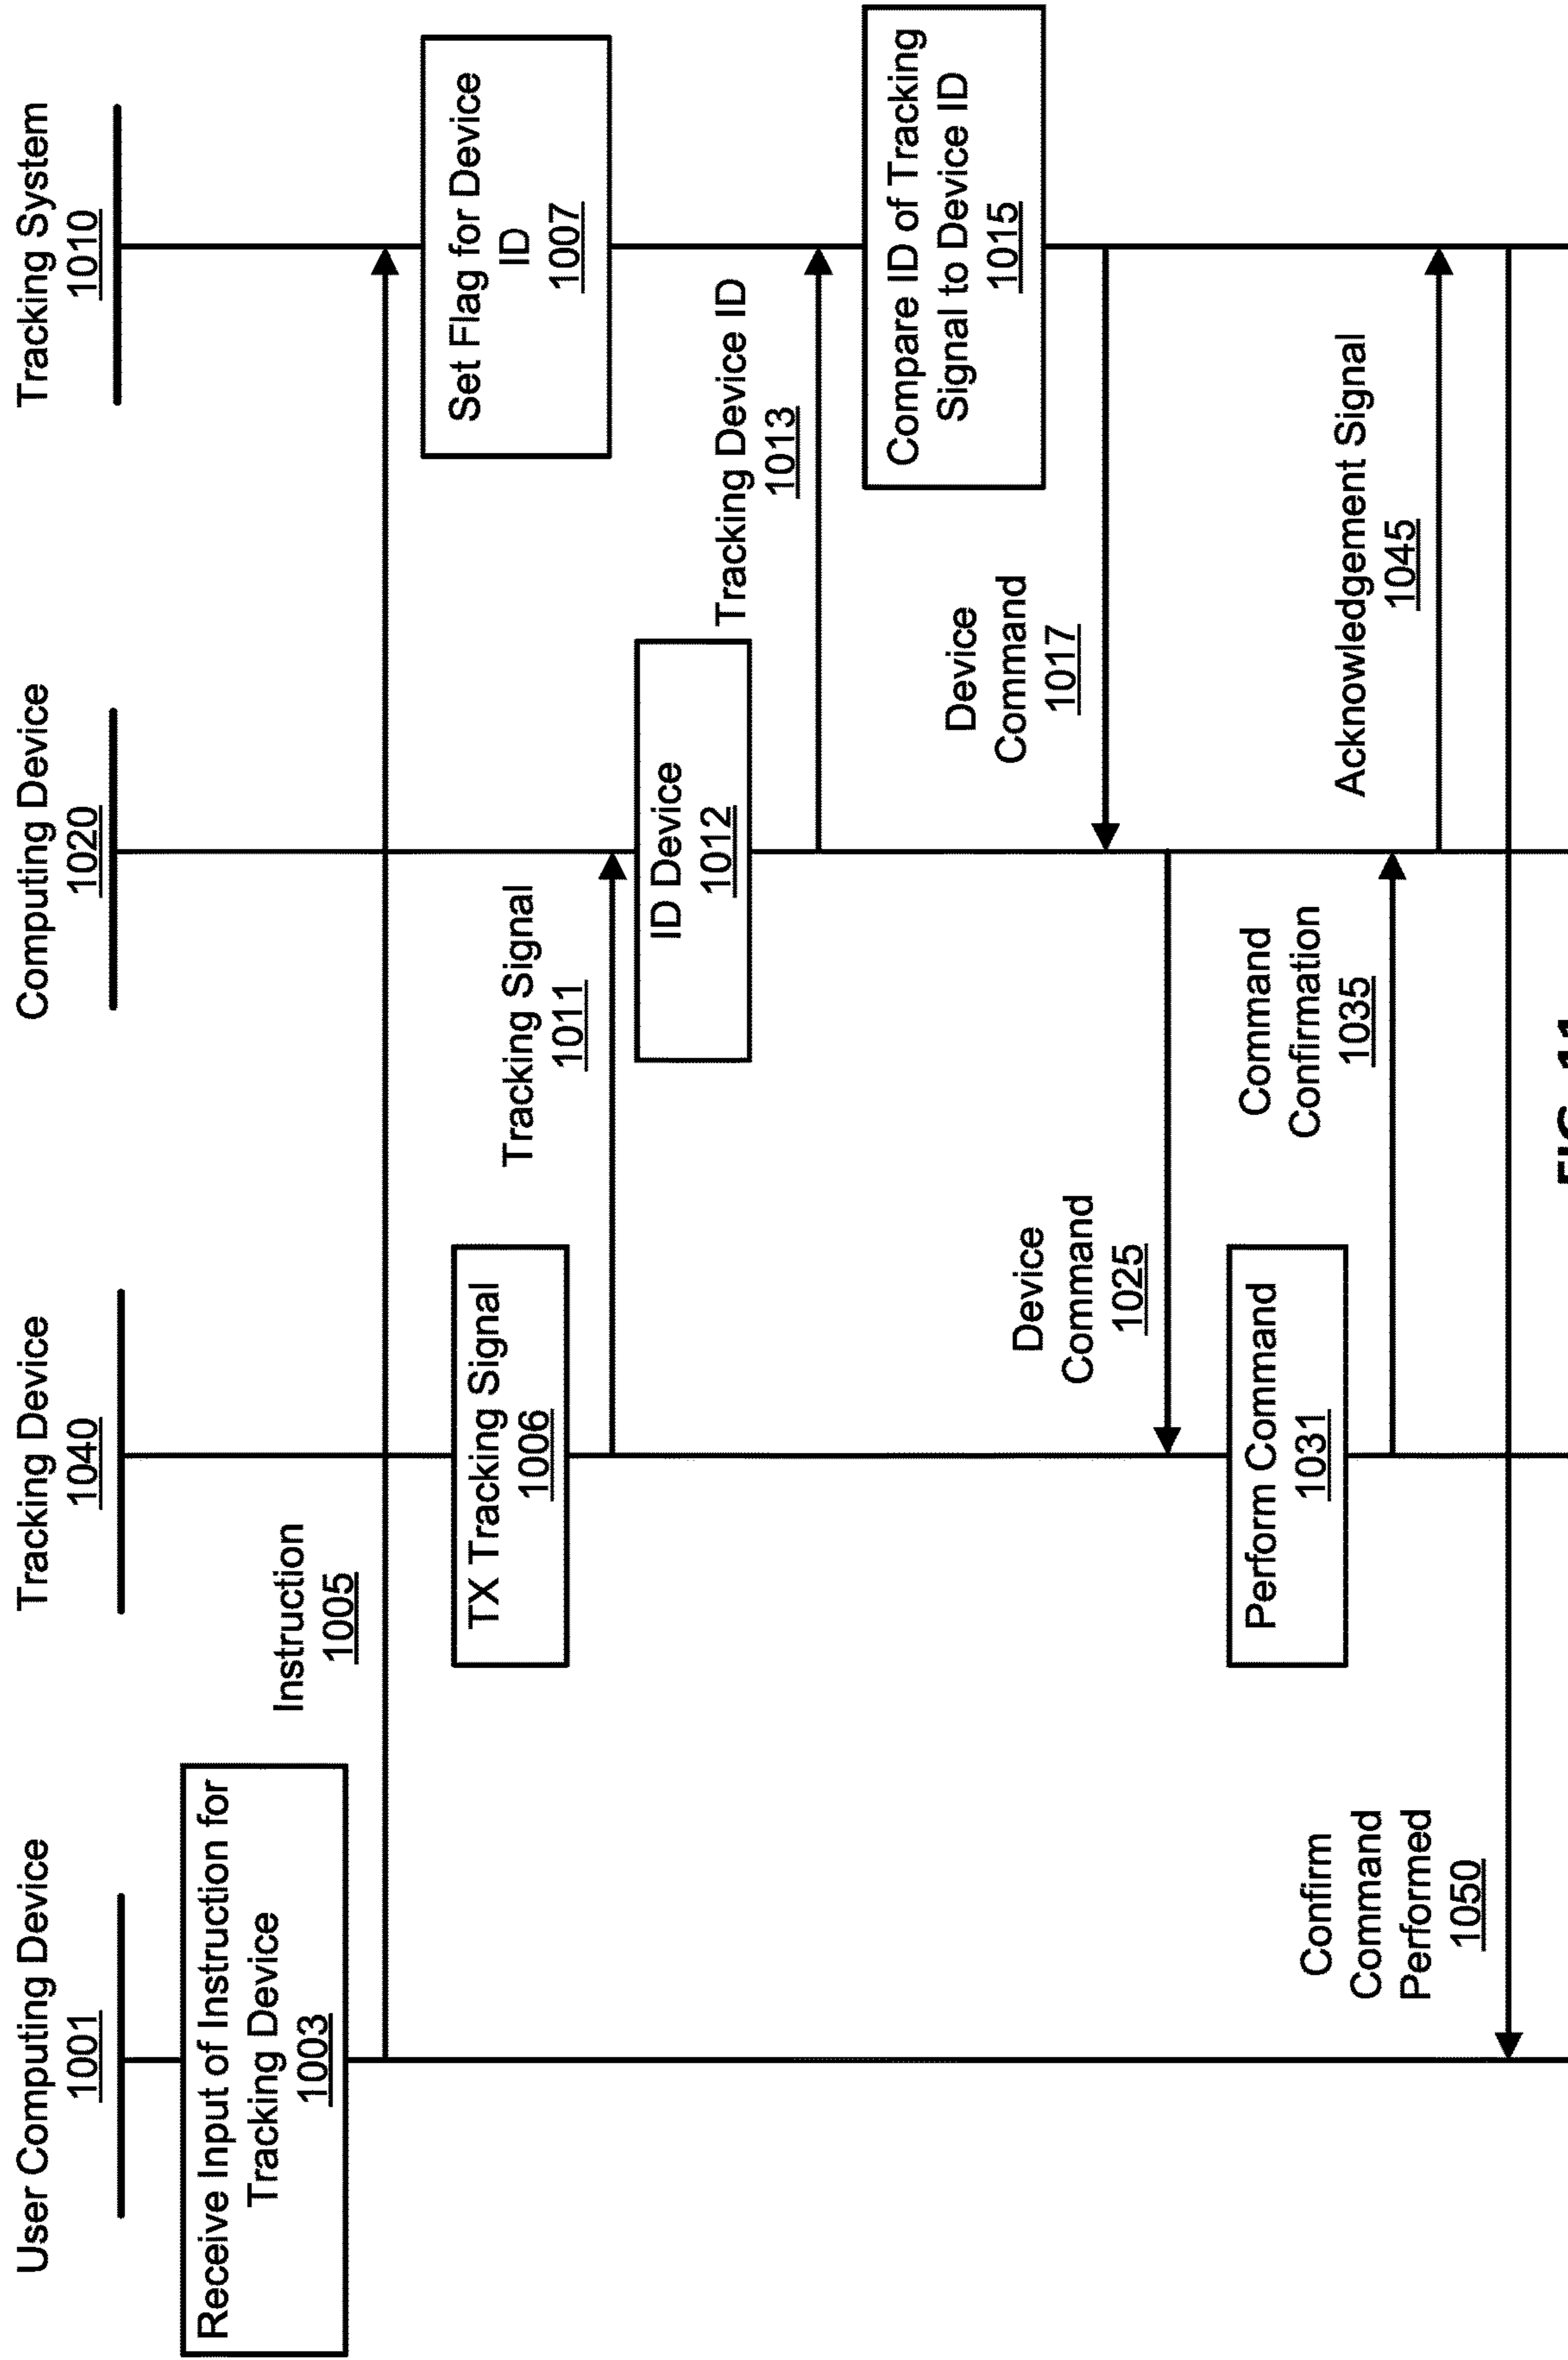 User Computing Device
1001
Tracking Device
1040
Computing Device
1020
Tracking System
1010
Receive Input of Instruction for
Tracking Device
1003
Instruction
1005
TX Tracking Signal
1006
Set Flag for Device
ID
1007
Tracking Signal
1011
ID Device
1012
Tracking Device ID
1013
Compare ID of Tracking
Signal to Device ID
1015
Device
Command
1017
Device
Command
1025
Perform Command
1031
Command
Confirmation
1035
Acknowledgement Signal
1045
Confirm
Command
Performed
1050
FIG. 11